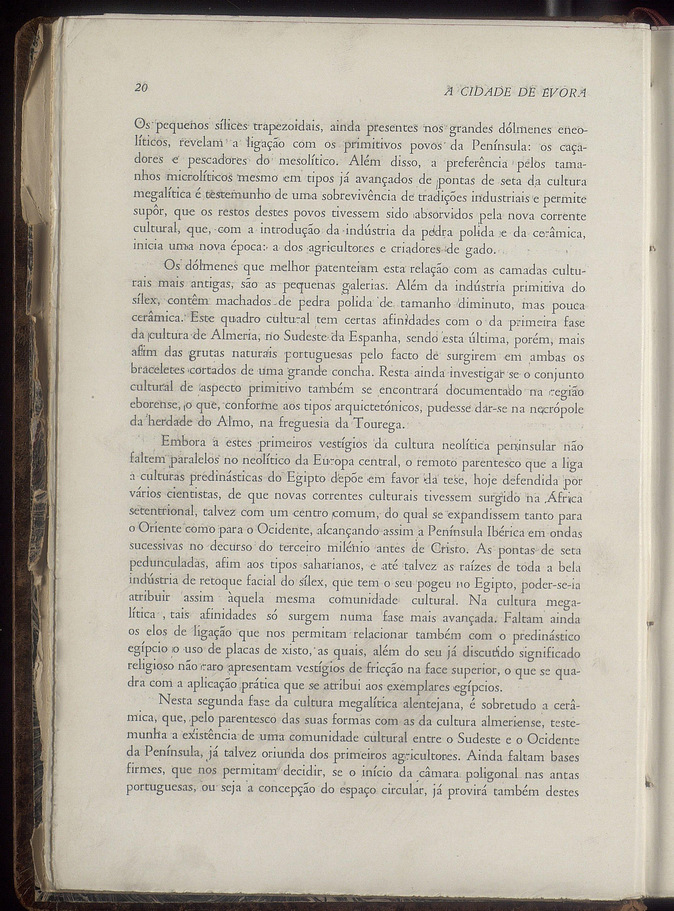 20
A CIDADE DE ÉVORA
Os pequenos sílices trapezoidais, ainda presentes nos grandes dólmenes eneo-
líticos, revelam a ligação com os primitivos povos da Península: os caça-
dores e pescadores do mesolítico. Além disso, a preferência pelos tama-
nhos microlíticos mesmo em tipos já avançados de pontas de seta da cultura
megalítica é testemunho de uma sobrevivência de tradições industriais e permite
supôr, que os restos destes povos tivessem sido absorvidos pela nova corrente
cultural, que, com a introdução da indústria da pedra polida e da cerâmica,
inicia uma nova época: a dos agricultores e criadores de gado.
Os dólmenes que melhor patenteiam esta relação com as camadas cultu-
rais mais antigas, são as pequenas galerias. Além da indústria primitiva do
sílex, contêm machados de pedra polida de tamanho diminuto, mas pouca
cerâmica. Este quadro cultural tem certas afinidades com o da primeira fase
da cultura de Almeria, no Sudeste da Espanha, sendo esta última, porém, mais
afim das grutas naturais portuguesas pelo facto de surgirem em ambas os
braceletes cortados de uma grande concha. Resta ainda investigar se o conjunto
cultural de aspecto primitivo também se encontrará documentado na região
eborense, o que, conforme aos tipos arquictetónicos, pudesse dar-se na necrópole
da herdade do Almo, na freguesia da Tourega.
Embora a estes primeiros vestígios da cultura neolítica peninsular não
faltem paralelos no neolítico da Europa central, o remoto parentesco que a liga
a culturas predinásticas do Egipto depõe em favor da tese, hoje defendida por
vários cientistas, de que novas correntes culturais tivessem surgido na África
setentrional, talvez com um centro comum, do qual se expandissem tanto para
o Oriente como para o Ocidente, alcançando assim a Península Ibérica em ondas
sucessivas no decurso do terceiro milénio antes de Cristo. As pontas de seta
pedunculadas, afim aos tipos saharianos, e até talvez as raízes de toda a bela
indústria de retoque facial do sílex, que tem o seu pogeu no Egipto, poder-se-ia
atribuir assim àquela mesma comunidade cultural. Na cultura mega-
lítica , tais afinidades só surgem numa fase mais avançada. Faltam ainda
os elos de ligação que nos permitam relacionar também com o predinástico
egípcio o uso de placas de xisto, as quais, além do seu já discutido significado
religioso não raro apresentam vestígios de fricção na face superior, o que se qua-
dra com a aplicação prática que se atribui aos exemplares egípcios.
Nesta segunda fase da cultura megalítica alentejana, é sobretudo a cerâ-
mica, que, pelo parentesco das suas formas com as da cultura almeriense, teste-
munha a existência de uma comunidade cultural entre o Sudeste e o Ocidente
da Península, já talvez oriunda dos primeiros agricultores. Ainda faltam bases
firmes, que nos permitam decidir, se o início da câmara poligonal nas antas
portuguesas, ou seja a concepção do espaço circular, já provirá também destes